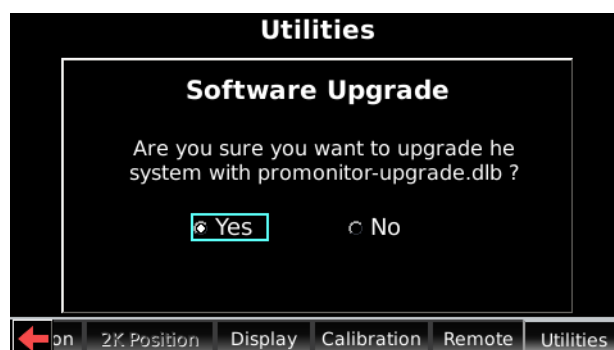 Utilities
Software Upgrade
Are you sure you want to upgrade he
system with promonitor-upgrade.dlb ?
Yes No
on 2K Position Display Calibration Remote Utilities